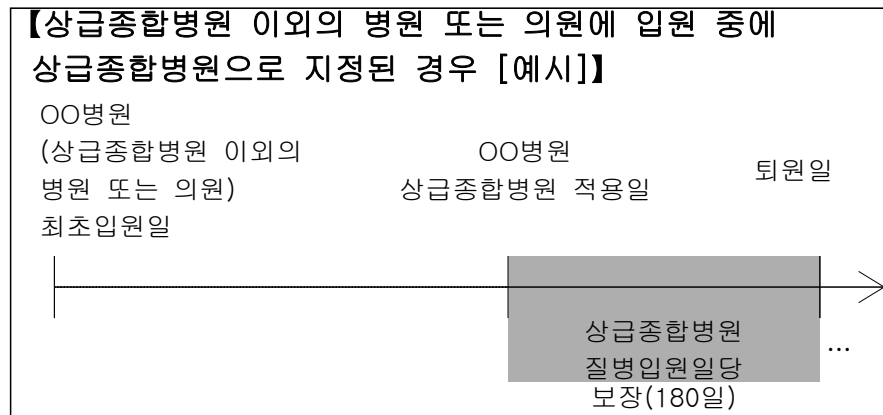 【상급종합병원 이외의 병원 또는 의원에 입원 중에
상급종합병원으로 지정된 경우 [예시]】
OO병원
(상급종합병원 이외의
병원 또는 의원)
최초입원일
OO병원
상급종합병원 적용일
퇴원일
상급종합병원
질병입원일당
보장(180일)
...